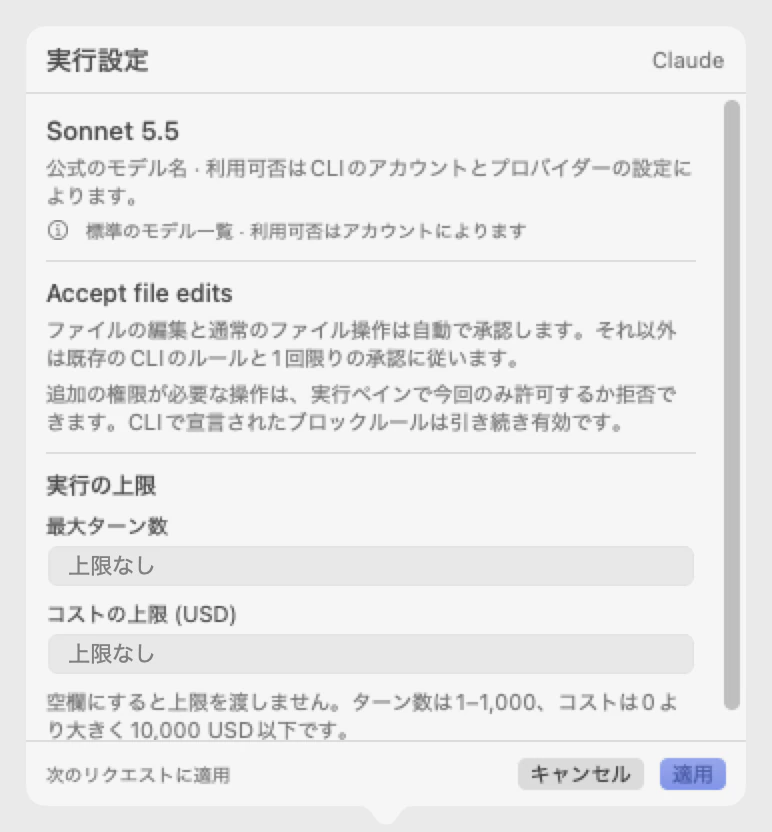 実行設定
Claude
Sonnet 5.5
公式のモデル名 · 利用可否はCLIのアカウントとプロバイダーの設定に
よります。
標準のモデル一覧 · 利用可否はアカウントによります
Accept file edits
ファイルの編集と通常のファイル操作は自動で承認します。それ以外
は既存のCLIのルールと1回限りの承認に従います。
追加の権限が必要な操作は、実行ペインで今回のみ許可するか拒否で
きます。CLIで宣言されたブロックルールは引き続き有効です。
実行の上限
最大ターン数
上限なし
コストの上限 (USD)
上限なし
空欄にすると上限を渡しません。ターン数は1–1,000、コストは0よ
り大きく10,000 USD以下です。
次のリクエストに適用
キャンセル
適用